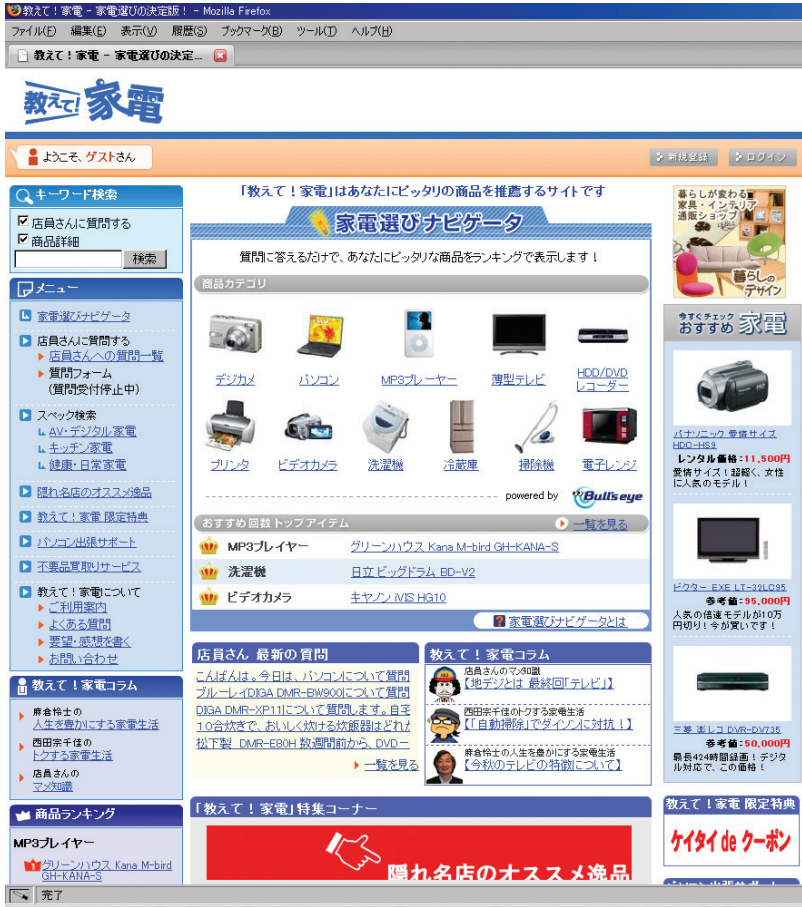 教えて！家電 - 家電選びの決定版！ - Mozilla Firefox
ファイル(F) 編集(E) 表示(V) 履歴(S) ブックマーク(B) ツール(T) ヘルプ(H)
教えて！家電 - 家電選びの決定...
教えて!家電
ようこそ、ゲストさん
新規登録 ログイン
キーワード検索
店員さんに質問する
商品詳細
検索
メニュー
家電選びナビゲータ
店員さんに質問する
店員さんへの質問一覧
質問フォーム
(質問受付停止中)
スペック検索
AV・デジタル家電
キッチン家電
健康・日常家電
隠れ名店のオススメ逸品
教えて！家電 限定特典
パソコン出張サポート
不要品買取りサービス
教えて！家電について
ご利用案内
よくある質問
要望・感想を書く
お問い合わせ
教えて！家電コラム
麻倉怜士の
人生を豊かにする家電生活
西田宗千佳の
トクする家電生活
店員さんの
マメ知識
商品ランキング
MP3プレイヤー
グリーンハウス Kana M-bird
GH-KANA-S
「教えて！家電」はあなたにピッタリの商品を推薦するサイトです
家電選びナビゲータ
質問に答えるだけで、あなたにピッタリな商品をランキングで表示します！
商品カテゴリ
デジカメ パソコン MP3プレーヤー 薄型テレビ HDD/DVD
レコーダー
プリンタ ビデオカメラ 洗濯機 冷蔵庫 掃除機 電子レンジ
powered by Bullseye
おすすめ回数トップアイテム 一覧を見る
MP3プレイヤー グリーンハウス Kana M-bird GH-KANA-S
洗濯機 日立 ビッグドラム BD-V2
ビデオカメラ キヤノン iVIS HG10
家電選びナビゲータとは
店員さん 最新の質問
こんばんは。今日は、パソコンについて質問
ブルーレイDIGA DMR-BW900について質問
DIGA DMR-XP11について質問します。自宅
10合炊きで、おいしく炊ける炊飯器はどれだ
松下製 DMR-E80H 数週間前から、DVDー
一覧を見る
教えて！家電コラム
店員さんのマメ知識
【地デジとは 最終回「テレビ」】
西田宗千佳のトクする家電生活
【「自動掃除」でダイソンに対抗！】
麻倉怜士の人生を豊かにする家電生活
【今秋のテレビの特徴について】
「教えて！家電」特集コーナー
隠れ名店のオススメ逸品
暮らしが変わる
家具・インテリア
通販ショップ
暮らしの
デザイン
今すぐチェック
おすすめ 家電
パナソニック 愛情サイズ
HDC-HS9
レンタル価格：11,500円
愛情サイズ！超軽く、女性
に人気のモデル！
ビクター EXE LT-32LC95
参考価：95,000円
人気の倍速モデルが10万
円切り！今が買いです！
三菱 楽レコ DVR-DV735
参考価：50,000円
最長424時間録画！デジタ
ル対応で、この価格！
教えて！家電 限定特典
ケイタイ de クーポン
完了